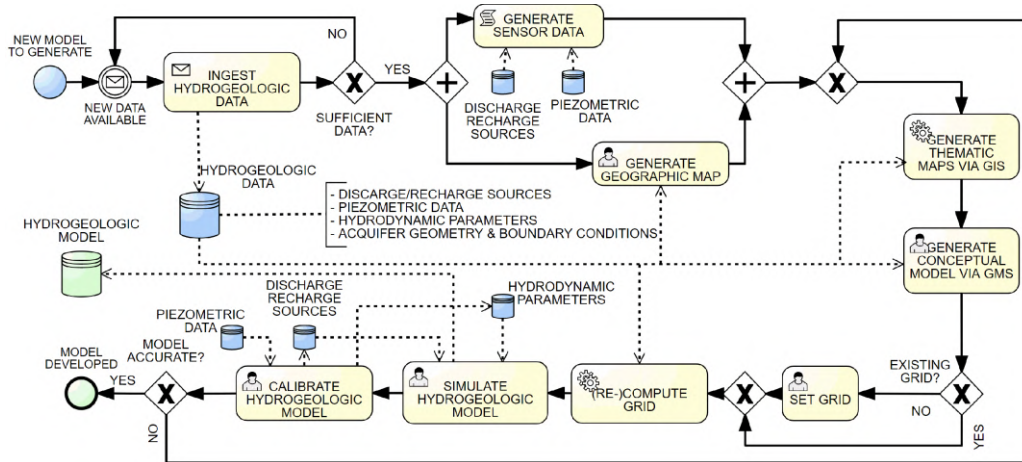 NEW MODEL
TO GENERATE
NEW DATA
AVAILABLE
NO
INGEST
HYDROGEOLOGIC
DATA
YES
SUFFICIENT
DATA?
GENERATE
SENSOR DATA
DISCHARGE
RECHARGE
SOURCES
PIEZOMETRIC
DATA
GENERATE
GEOGRAPHIC MAP
GENERATE
THEMATIC
MAPS VIA GIS
HYDROGEOLOGIC
DATA
- DISCARGE/RECHARGE SOURCES
- PIEZOMETRIC DATA
- HYDRODYNAMIC PARAMETERS
- ACQUIFER GEOMETRY & BOUNDARY CONDITIONS
GENERATE
CONCEPTUAL
MODEL VIA GMS
HYDROGEOLOGIC
MODEL
DISCHARGE
RECHARGE
SOURCES
HYDRODYNAMIC
PARAMETERS
PIEZOMETRIC
DATA
MODEL
ACCURATE?
MODEL
DEVELOPED
YES
NO
CALIBRATE
HYDROGEOLOGIC
MODEL
SIMULATE
HYDROGEOLOGIC
MODEL
(RE-)COMPUTE
GRID
SET GRID
EXISTING
GRID?
NO
YES